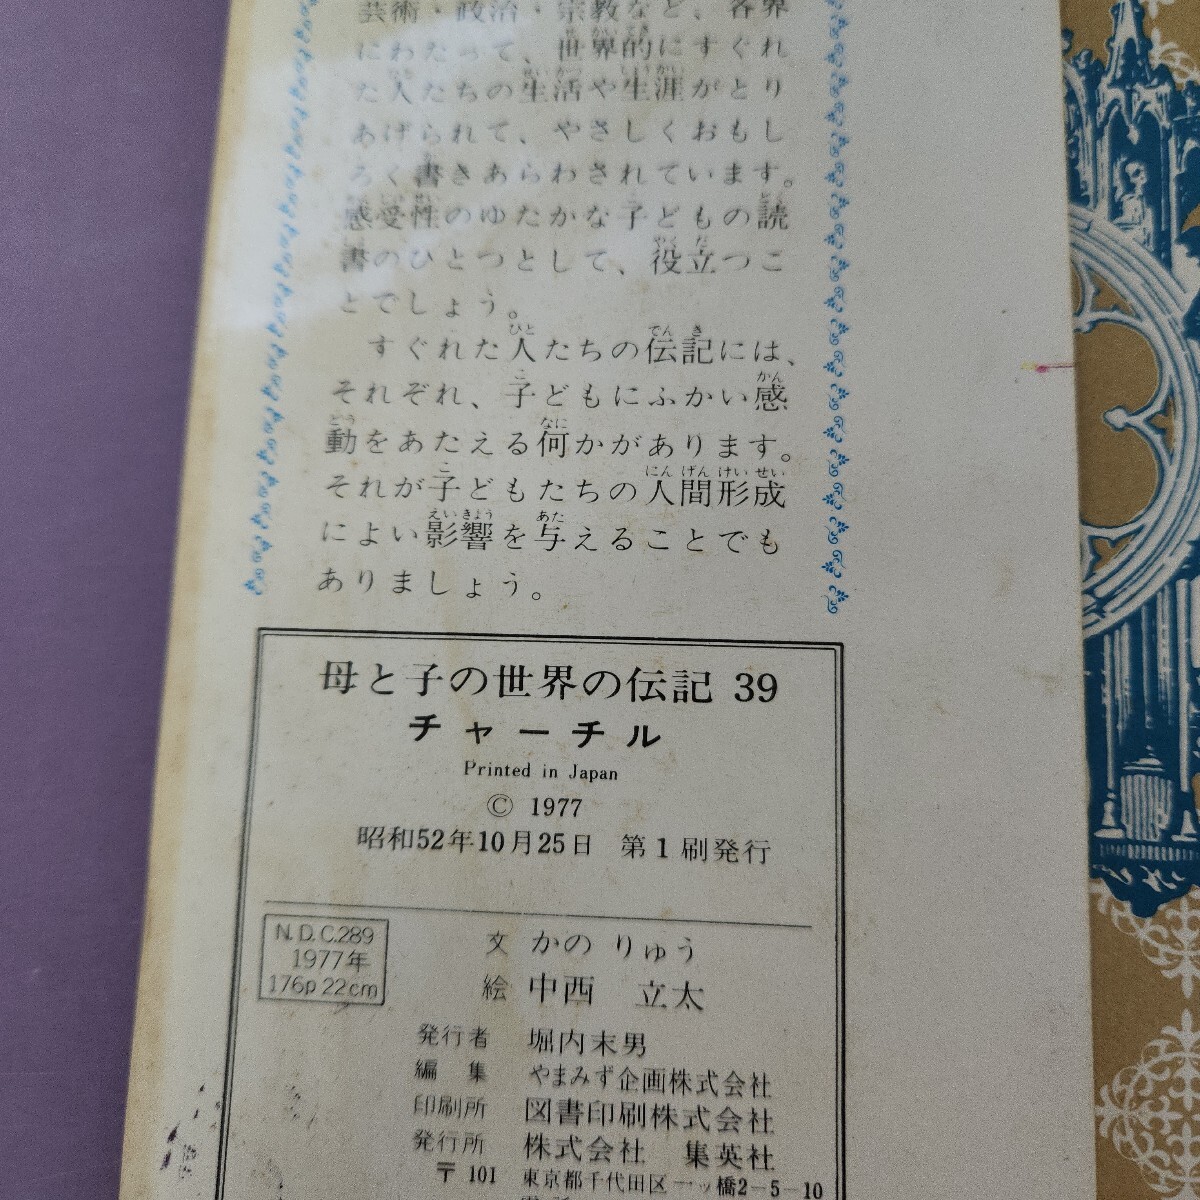 芸術・政治・宗教など、各界
にわたって、世界的にすぐれ
た人たちの生活や生涯がとり
あげられて、やさしくおもし
ろく書きあらわされています。
感受性のゆたかな子どもの読
書のひとつとして、役立つこ
とでしょう。
すぐれた人たちの伝記には、
それぞれ、子どもにふかい感
動をあたえる何かがあります。
それが子どもたちの人間形成
によい影響を与えることでも
ありましょう。
母と子の世界の伝記 39
チャーチル
Printed in Japan
© 1977
昭和52年10月25日 第1刷発行
N.D.C.289
1977年
176p 22cm
文 かの りゅう
絵 中西 立太
発行者 堀内末男
編集 やまみず企画株式会社
印刷所 図書印刷株式会社
発行所 株式会社 集英社
〒101 東京都千代田区一ッ橋2-5-10